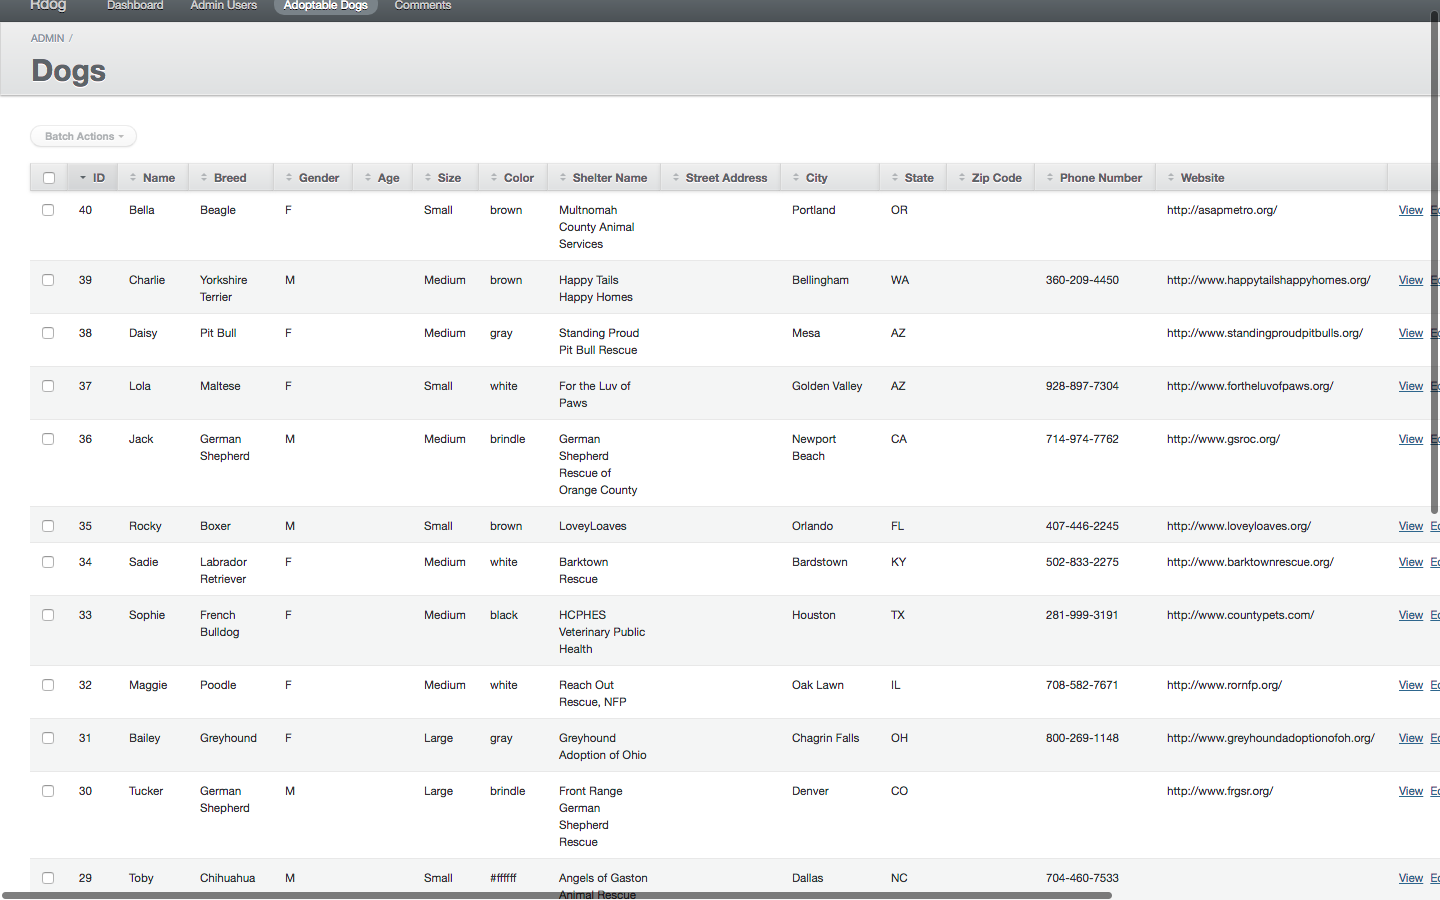 Rdog Dashboard Admin Users Adoptable Dogs Comments
ADMIN /
Dogs
Batch Actions
ID Name Breed Gender Age Size Color Shelter Name Street Address City State Zip Code Phone Number Website
40 Bella Beagle F Small brown Multnomah Portland OR http://asapmetro.org/ View
County Animal
Services
39 Charlie Yorkshire M Medium brown Happy Tails Bellingham WA 360-209-4450 http://www.happytailshappyhomes.org/ View
Terrier Happy Homes
38 Daisy Pit Bull F Medium gray Standing Proud Mesa AZ http://www.standingproudpitbulls.org/ View
Pit Bull Rescue
37 Lola Maltese F Small white For the Luv of Golden Valley AZ 928-897-7304 http://www.fortheluvofpaws.org/ View
Paws
36 Jack German M Medium brindle German Newport CA 714-974-7762 http://www.gsroc.org/ View
Shepherd Shepherd Beach
Rescue of
Orange County
35 Rocky Boxer M Small brown LoveyLoaves Orlando FL 407-446-2245 http://www.loveyloaves.org/ View
34 Sadie Labrador F Medium white Barktown Bardstown KY 502-833-2275 http://www.barktownrescue.org/ View
Retriever Rescue
33 Sophie French F Medium black HCPHES Houston TX 281-999-3191 http://www.countypets.com/ View
Bulldog Veterinary Public
Health
32 Maggie Poodle F Medium white Reach Out Oak Lawn IL 708-582-7671 http://www.rornfp.org/ View
Rescue, NFP
31 Bailey Greyhound F Large gray Greyhound Chagrin Falls OH 800-269-1148 http://www.greyhoundadoptionofoh.org/ View
Adoption of Ohio
30 Tucker German M Large brindle Front Range Denver CO http://www.frgsr.org/ View
Shepherd German
Shepherd
Rescue
29 Toby Chihuahua M Small #ffffff Angels of Gaston Dallas NC 704-460-7533 View
Animal Rescue